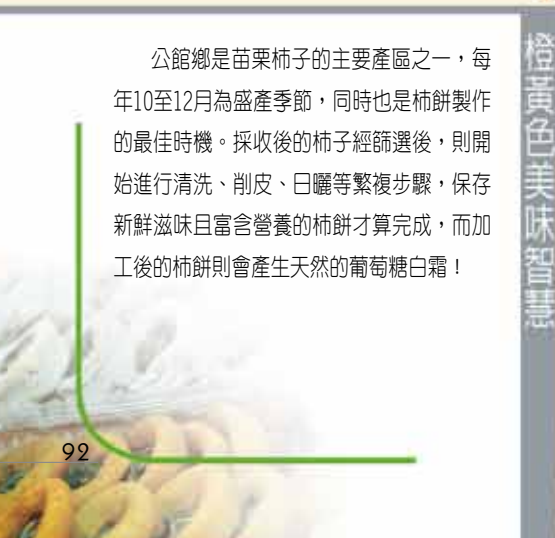 公館鄉是苗栗柿子的主要產區之一，每
年10至12月為盛產季節，同時也是柿餅製作
的最佳時機。採收後的柿子經篩選後，則開
始進行清洗、削皮、日曬等繁複步驟，保存
新鮮滋味且富含營養的柿餅才算完成，而加
工後的柿餅則會產生天然的葡萄糖白霜！
橙黃色美味智慧
92